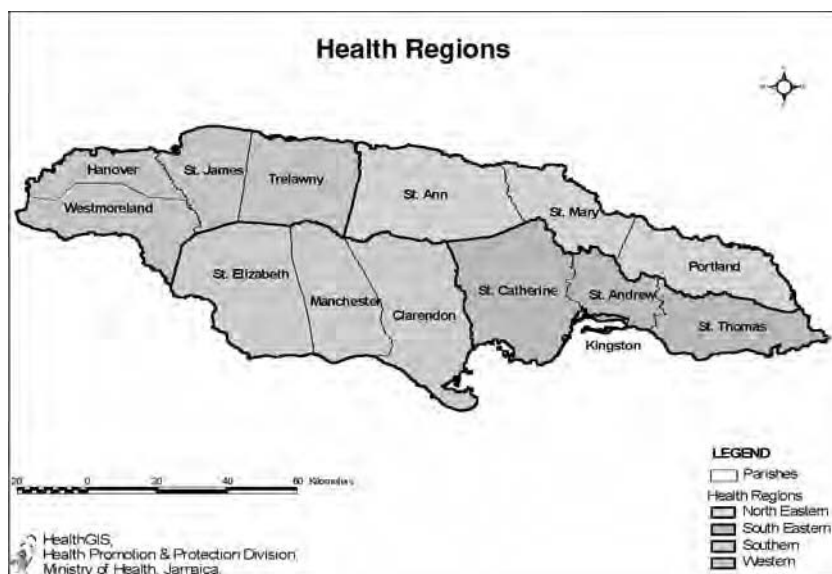 Health Regions
Hanover
St. James
Trelawny
St. Ann
Westmoreland
St. Mary
St. Elizabeth
Manchester
Clarendon
St. Catherine
St. Andrew
Portland
St. Thomas
Kingston
20 0 20 40 60 Kilometers
LEGEND
Parishes
Health Regions
North Eastern
South Eastern
Southern
Western
HealthGIS,
Health Promotion & Protection Division,
Ministry of Health, Jamaica.